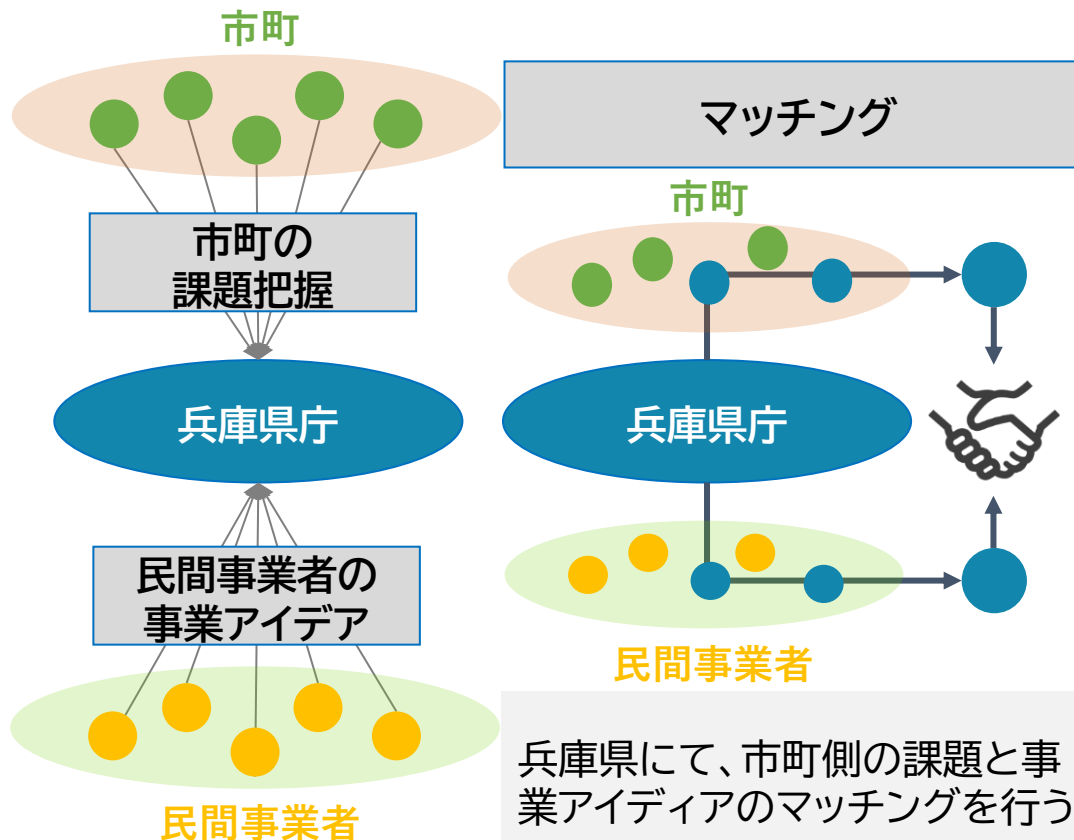 市町
市町の
課題把握
兵庫県庁
民間事業者の
事業アイデア
民間事業者
マッチング
市町
兵庫県庁
民間事業者
兵庫県にて、市町側の課題と事
業アイディアのマッチングを行う